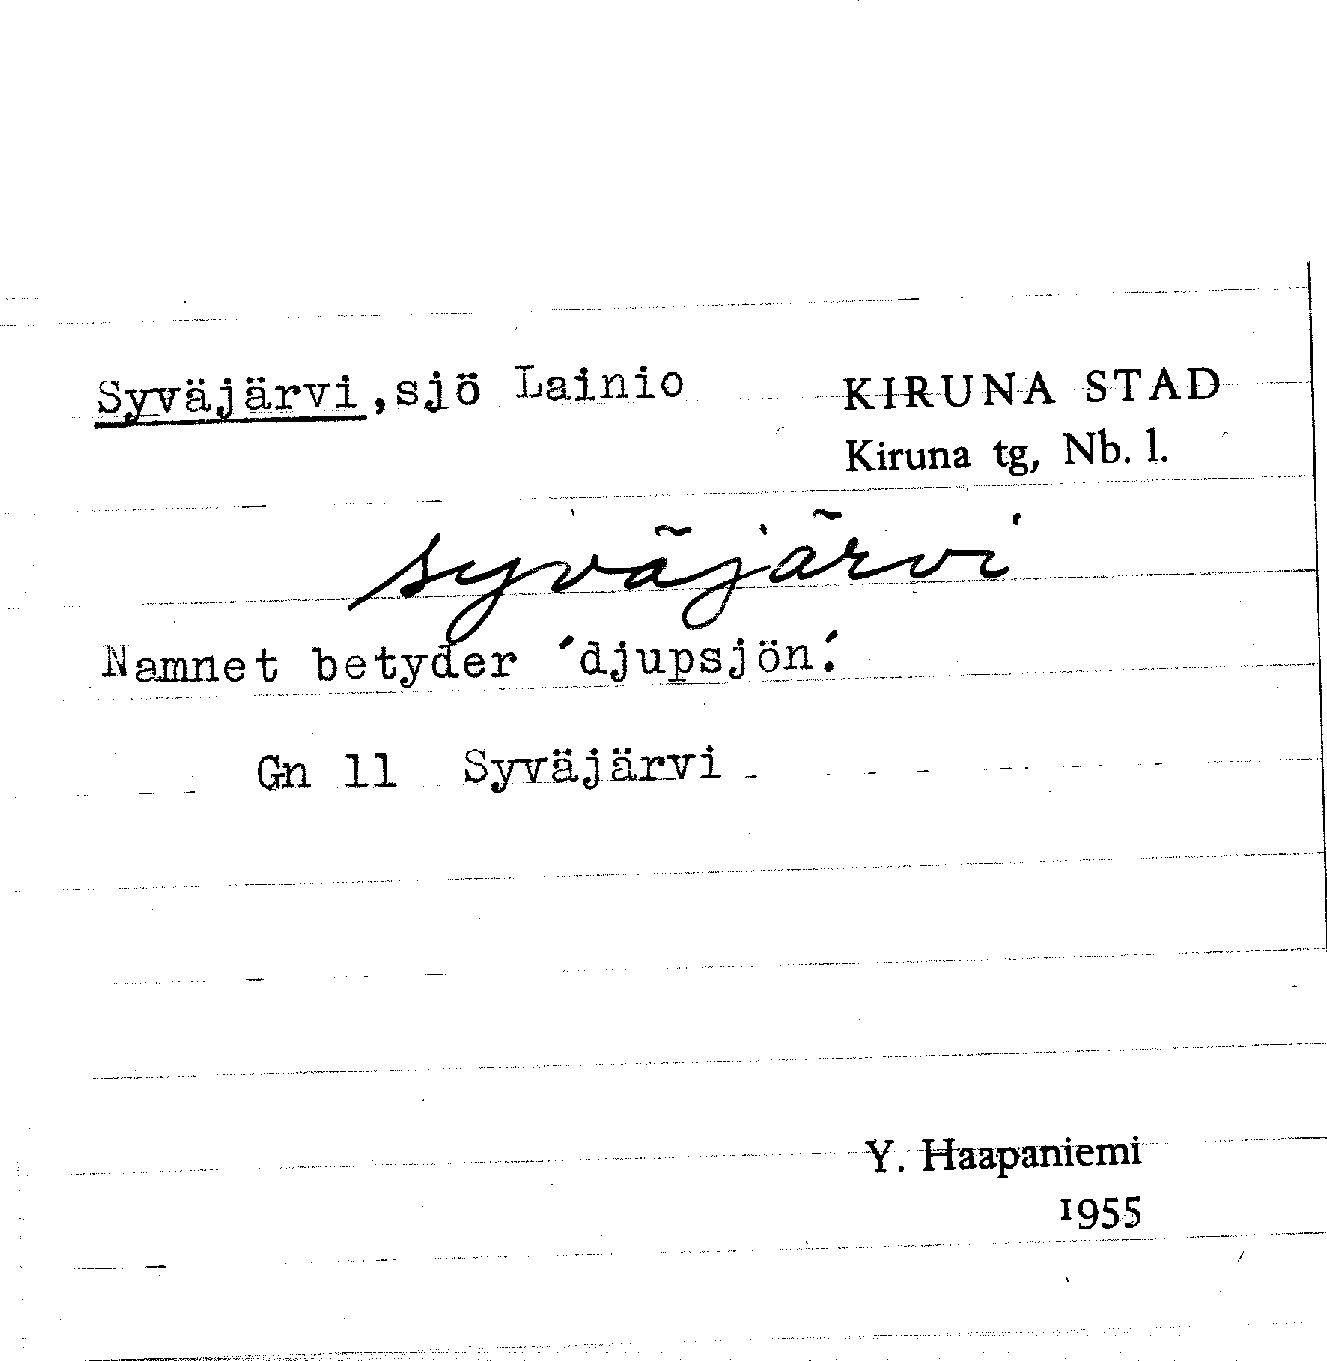 Syväjärvi, sjö Lainio KIRUNA STAD
Kiruna tg, Nb. l.
syväjärvi
Namnet betyder 'djupsjön'.
Gn 11 Syväjärvi
Y. Haapaniemi
1955